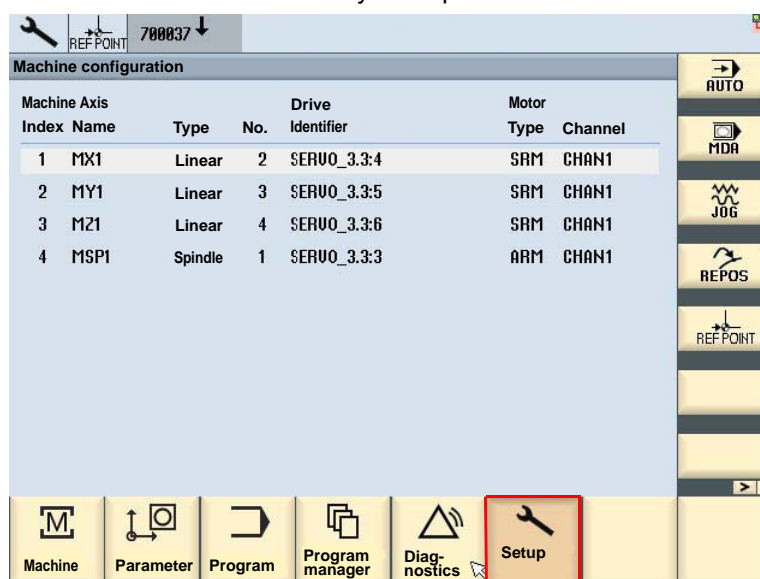 REF POINT 700037
Machine configuration
Machine Axis Drive Motor
Index Name Type No. Identifier Type Channel
1 MX1 Linear 2 SERVO_3.3:4 SRM CHAN1
2 MY1 Linear 3 SERVO_3.3:5 SRM CHAN1
3 MZ1 Linear 4 SERVO_3.3:6 SRM CHAN1
4 MSP1 Spindle 1 SERVO_3.3:3 ARM CHAN1
AUTO
MDA
JOG
REPOS
REF POINT
>
M
Machine
Parameter
Program
Program
manager
Diag-
nostics
Setup